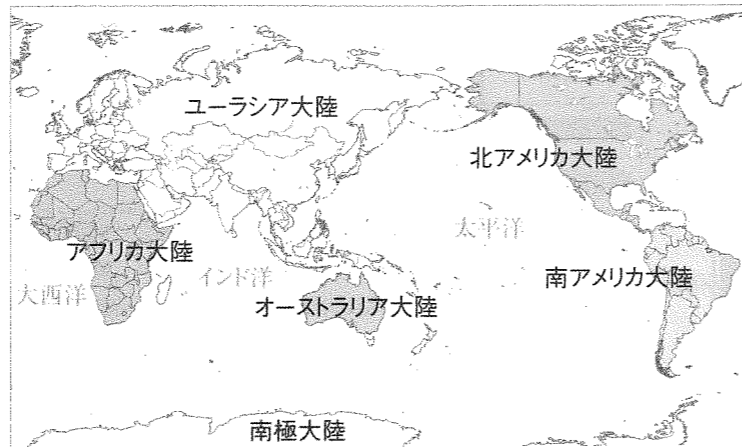 ユーラシア大陸
北アメリカ大陸
太平洋
アフリカ大陸
インド洋
南アメリカ大陸
大西洋
オーストラリア大陸
南極大陸